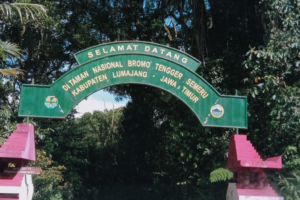 SELAMAT DATANG
DI TAMAN NASIONAL BROMO TENGGER SEMERU
KABUPATEN LUMAJANG - JAWA TIMUR